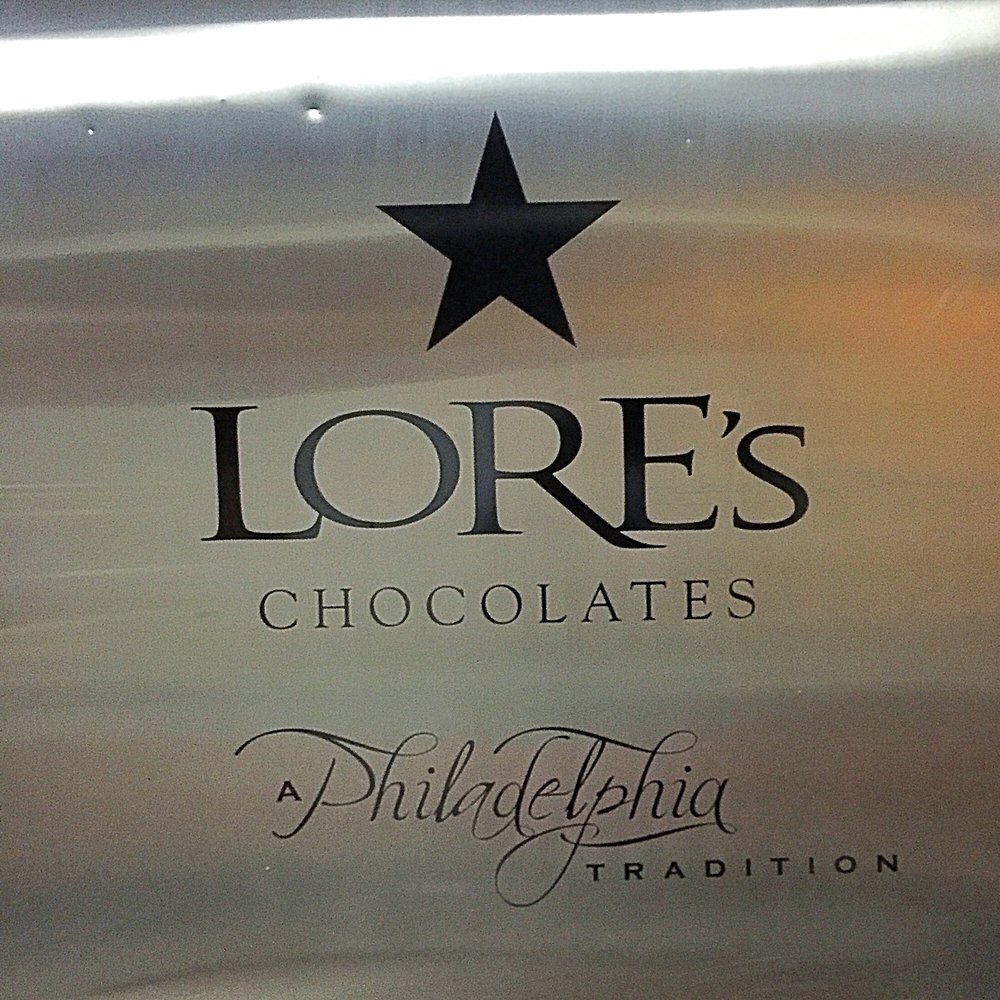 LORE'S
CHOCOLATES
A Philadelphia
TRADITION